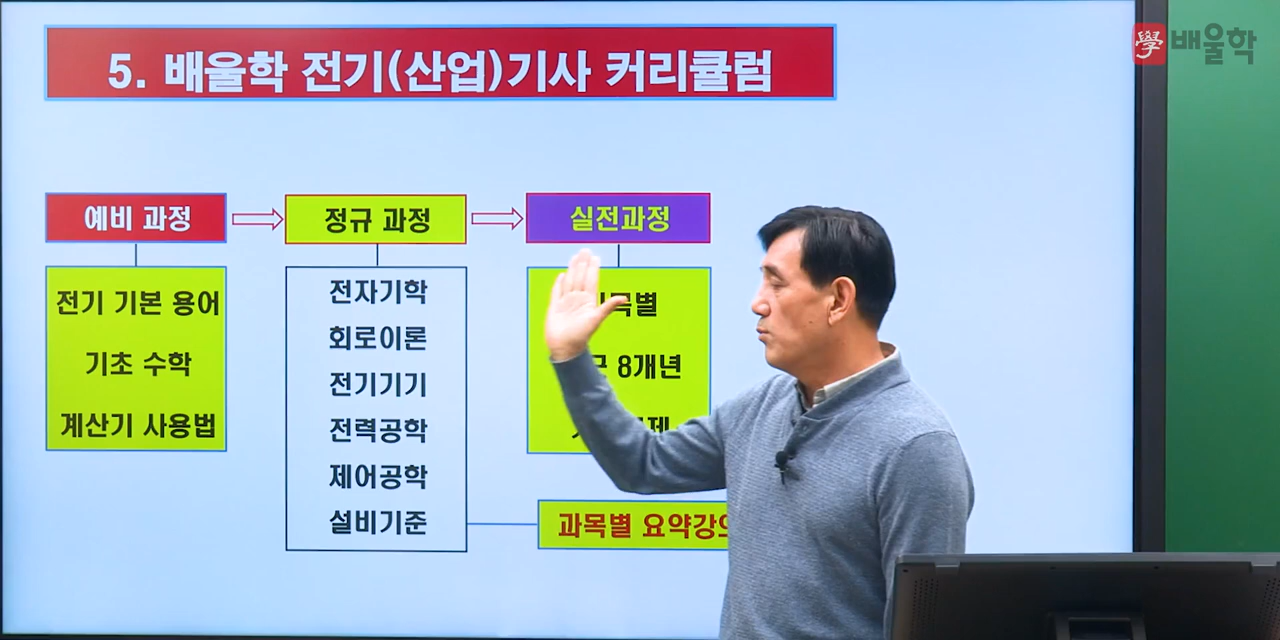 5. 배울학 전기(산업)기사 커리큘럼
學 배울학
예비 과정
정규 과정
실전과정
전기 기본 용어
기초 수학
계산기 사용법
전자기학
회로이론
전기기기
전력공학
제어공학
설비기준
8개년
과목별